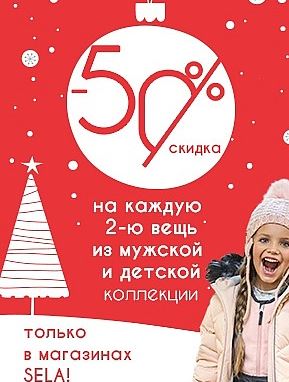 -50%
скидка
на каждую
2-ю вещь
из мужской
и детской
коллекции
только
в магазинах
SELA!